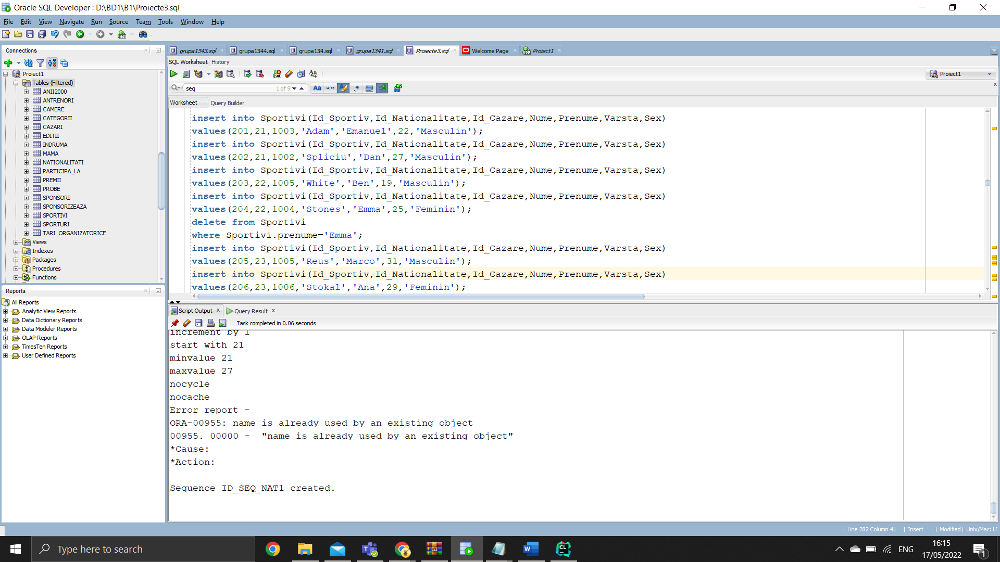 Oracle SQL Developer : D:\BD1\B1\Proiecte3.sql
File Edit View Navigate Run Source Team Tools Window Help
Connections
Proiect1
Tables (Filtered)
ANII2000
ANTRENORI
CAMERE
CATEGORII
CAZARI
EDITII
INDRUMA
MAMA
NATIONALITATI
PARTICIPA_LA
PREMII
PROBE
SPONSORI
SPONSORIZEAZA
SPORTIVI
SPORTURI
TARI_ORGANIZATORICE
Views
Indexes
Packages
Procedures
Functions
Reports
All Reports
Analytic View Reports
Data Dictionary Reports
Data Modeler Reports
OLAP Reports
TimesTen Reports
User Defined Reports
grupa1343.sql grupa1344.sql grupa134.sql grupa1341.sql Proiecte3.sql Welcome Page Proiect1
SQL Worksheet History
Proiect1
seq 1 of 9
Worksheet Query Builder
insert into Sportivi(Id_Sportiv,Id_Nationalitate,Id_Cazare,Nume,Prenume,Varsta,Sex)
values(201,21,1003,'Adam','Emanuel',22,'Masculin');
insert into Sportivi(Id_Sportiv,Id_Nationalitate,Id_Cazare,Nume,Prenume,Varsta,Sex)
values(202,21,1002,'Spliciu','Dan',27,'Masculin');
insert into Sportivi(Id_Sportiv,Id_Nationalitate,Id_Cazare,Nume,Prenume,Varsta,Sex)
values(203,22,1005,'White','Ben',19,'Masculin');
insert into Sportivi(Id_Sportiv,Id_Nationalitate,Id_Cazare,Nume,Prenume,Varsta,Sex)
values(204,22,1004,'Stones','Emma',25,'Feminin');
delete from Sportivi
where Sportivi.prenume='Emma';
insert into Sportivi(Id_Sportiv,Id_Nationalitate,Id_Cazare,Nume,Prenume,Varsta,Sex)
values(205,23,1005,'Reus','Marco',31,'Masculin');
insert into Sportivi(Id_Sportiv,Id_Nationalitate,Id_Cazare,Nume,Prenume,Varsta,Sex)
values(206,23,1006,'Stokal','Ana',29,'Feminin');
Script Output Query Result
Task completed in 0.06 seconds
increment by 1
start with 21
minvalue 21
maxvalue 27
nocycle
nocache
Error report -
ORA-00955: name is already used by an existing object
00955. 00000 - "name is already used by an existing object"
*Cause:
*Action:
Sequence ID_SEQ_NAT1 created.
Line 282 Column 41 Insert Modified Unix/Mac: LF
Type here to search
ENG
16:15
17/05/2022
1